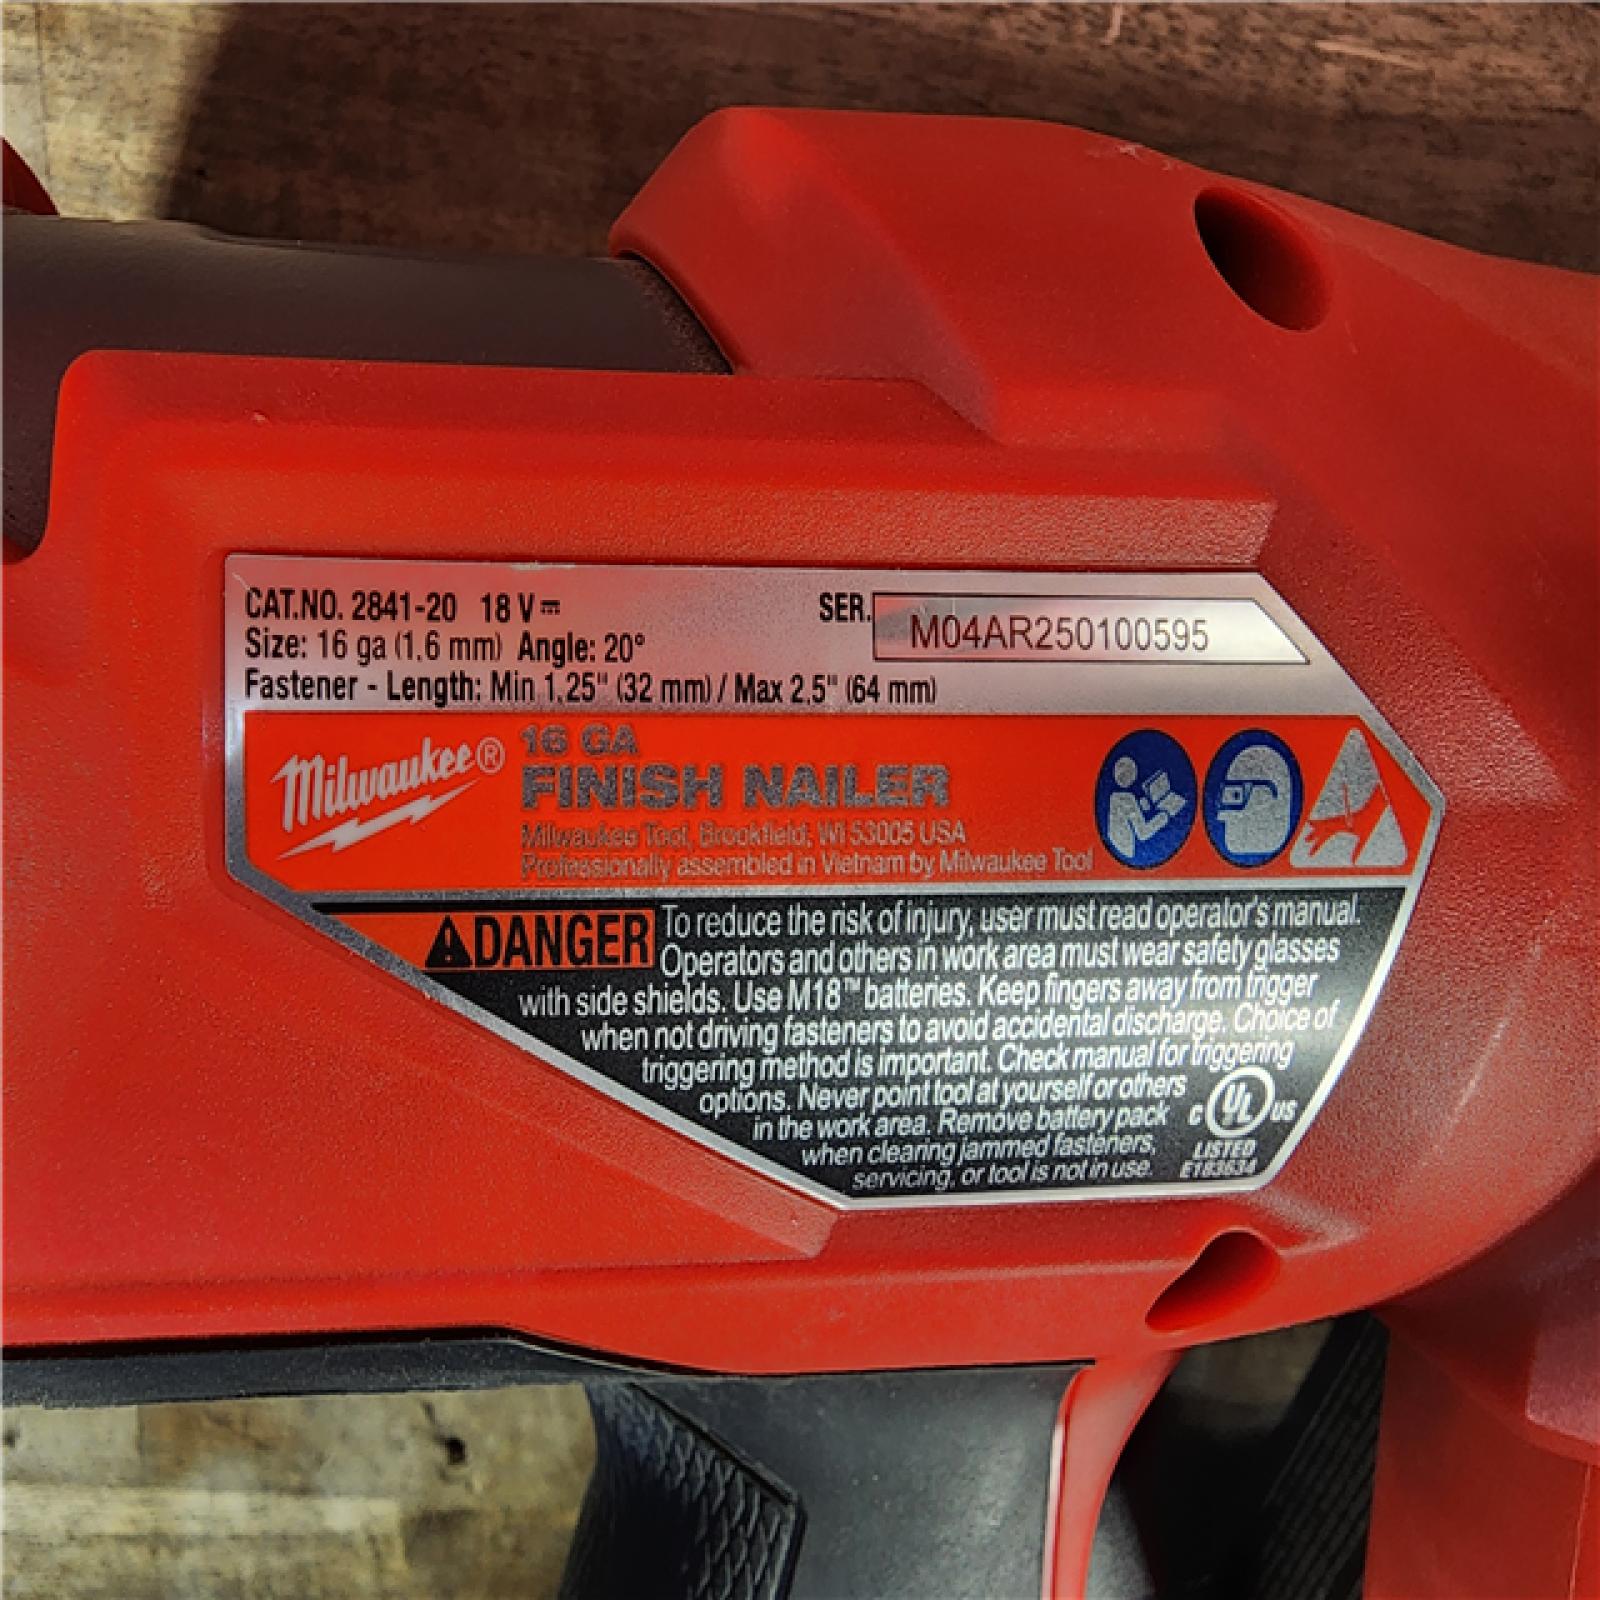 CAT.NO. 2841-20 18 V⎓ SER. M04AR250100595
Size: 16 ga (1.6 mm) Angle: 20°
Fastener - Length: Min 1.25" (32 mm) / Max 2.5" (64 mm)
Milwaukee® 16 GA
FINISH NAILER
Milwaukee Tool, Brookfield, WI 53005 USA
Professionally assembled in Vietnam by Milwaukee Tool
DANGER To reduce the risk of injury, user must read operator's manual.
Operators and others in work area must wear safety glasses
with side shields. Use M18™ batteries. Keep fingers away from trigger
when not driving fasteners to avoid accidental discharge. Choice of
triggering method is important. Check manual for triggering
options. Never point tool at yourself or others
in the work area. Remove battery pack
when clearing jammed fasteners,
servicing, or tool is not in use.
C UL US
LISTED
E183634